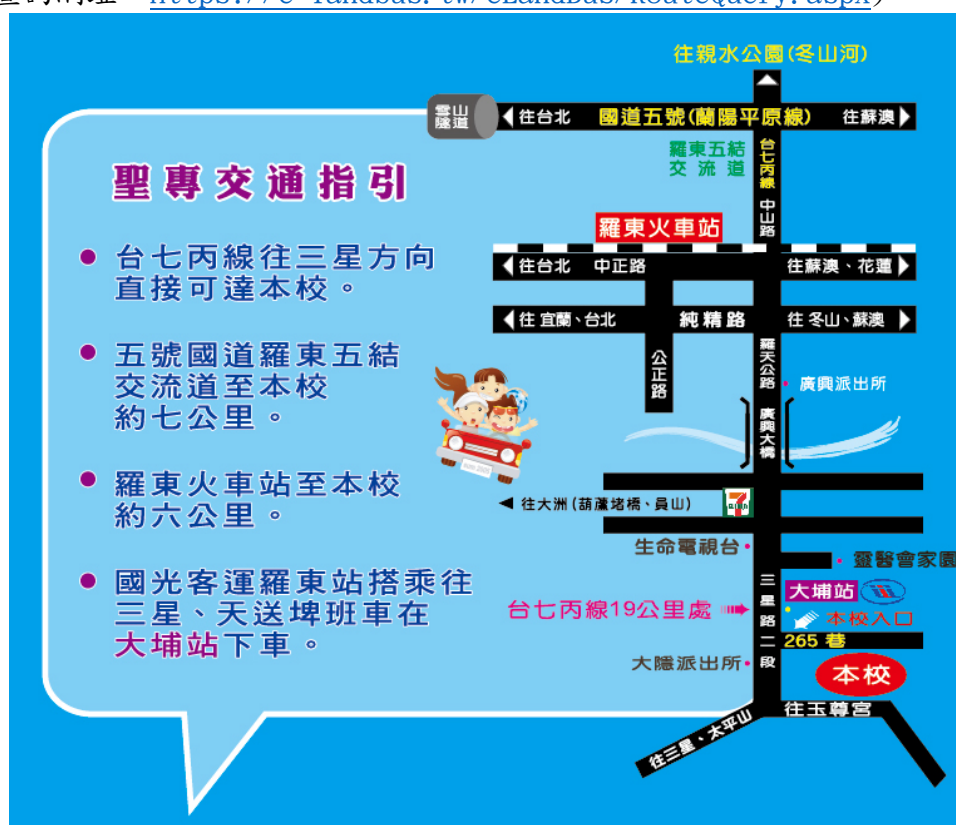 https://e-landbus.tw/eLandBus/RouteQuery.aspx)
往親水公園(冬山河)
雪山
隧道
往台北
國道五號(蘭陽平原線)
往蘇澳
羅東五結
交流道
台七丙線
中山路
聖專交通指引
羅東火車站
台七丙線往三星方向
直接可達本校。
往台北
中正路
往蘇澳、花蓮
往宜蘭、台北
純精路
往冬山、蘇澳
五號國道羅東五結
交流道至本校
約七公里。
公正路
羅天公路
廣興派出所
廣興大橋
羅東火車站至本校
約六公里。
往大洲(葫蘆堵橋、員山)
生命電視台
靈醫會家園
國光客運羅東站搭乘往
三星、天送埤班車在
大埔站下車。
三星路二段
大埔站
台七丙線19公里處
本校入口
265 巷
大隱派出所
本校
往玉尊宮
往三星、太平山